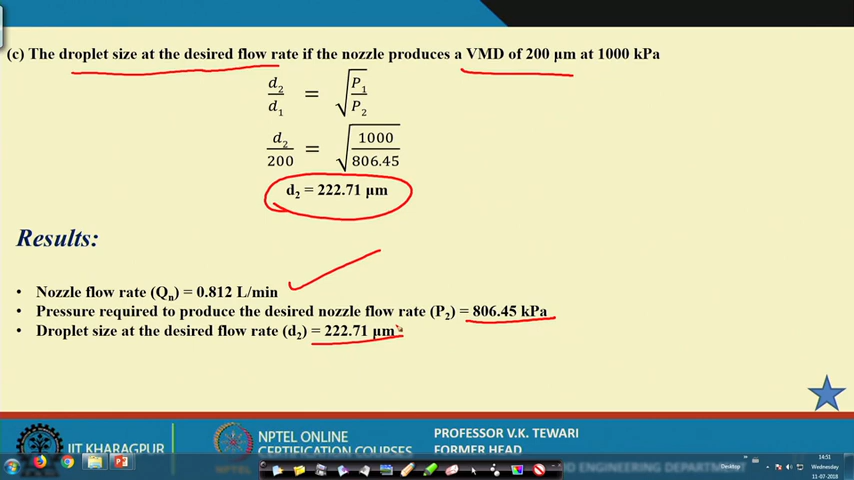 (c) The droplet size at the desired flow rate if the nozzle produces a VMD of 200 μm at 1000 kPa
d₂/d₁ = √(P₁/P₂)
d₂/200 = √(1000/806.45)
d₂ = 222.71 μm
Results:
• Nozzle flow rate (Qₙ) = 0.812 L/min
• Pressure required to produce the desired nozzle flow rate (P₂) = 806.45 kPa
• Droplet size at the desired flow rate (d₂) = 222.71 μm
IIT KHARAGPUR
NPTEL ONLINE
CERTIFICATION COURSES
PROFESSOR V.K. TEWARI
FORMER HEAD
ENGINEERING DEPARTMENT
Desktop
14:51
Wednesday
11-07-2018